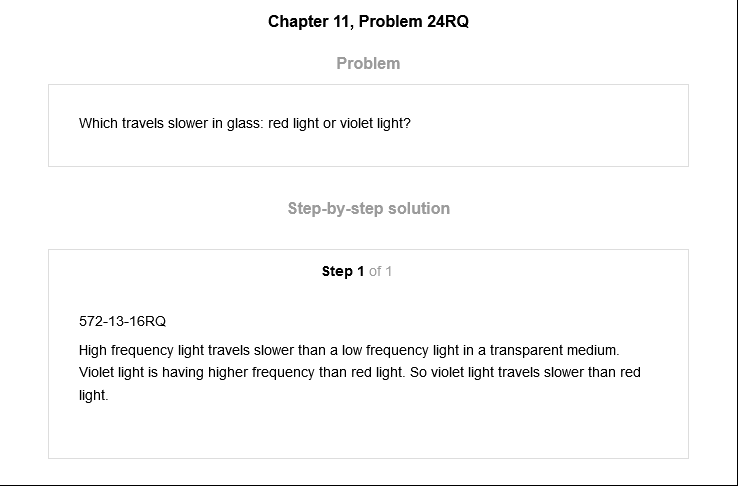 Chapter 11, Problem 24RQ
Problem
Which travels slower in glass: red light or violet light?
Step-by-step solution
Step 1 of 1
572-13-16RQ
High frequency light travels slower than a low frequency light in a transparent medium.
Violet light is having higher frequency than red light. So violet light travels slower than red
light.